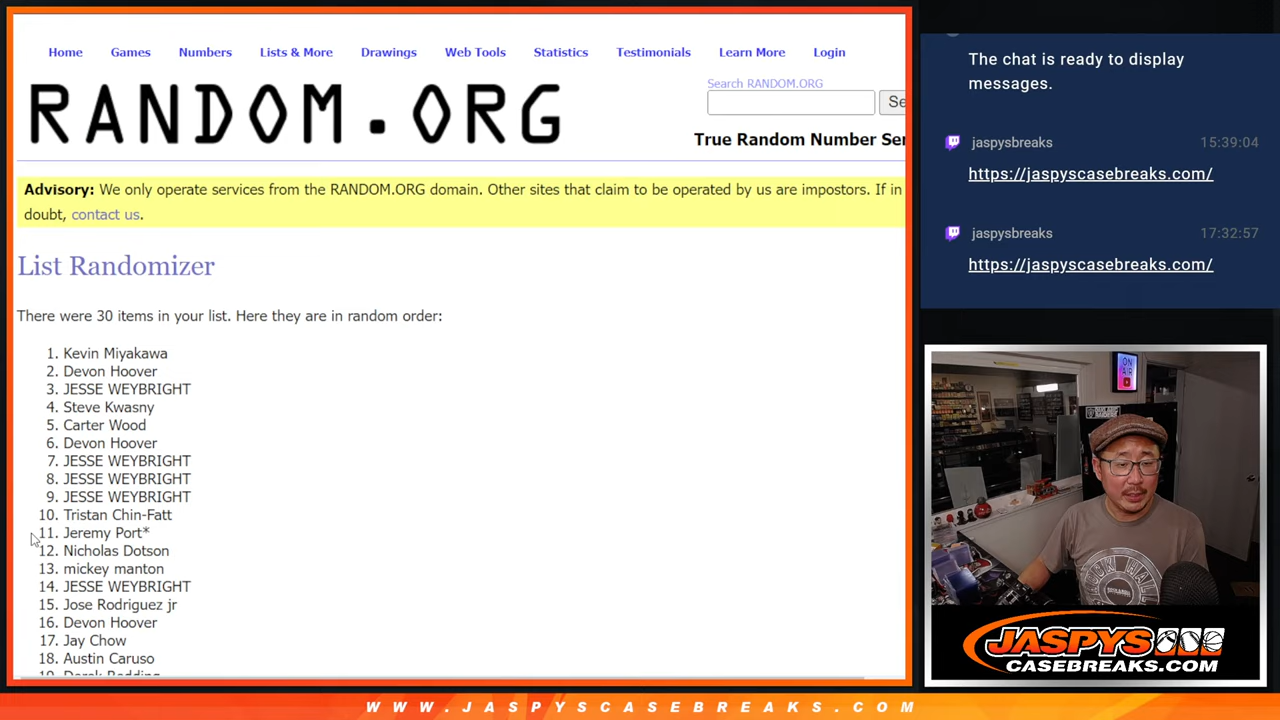 Home Games Numbers Lists & More Drawings Web Tools Statistics Testimonials Learn More Login
RANDOM.ORG
Search RANDOM.ORG
True Random Number Ser
Advisory: We only operate services from the RANDOM.ORG domain. Other sites that claim to be operated by us are impostors. If in
doubt, contact us.
List Randomizer
There were 30 items in your list. Here they are in random order:
1. Kevin Miyakawa
2. Devon Hoover
3. JESSE WEYBRIGHT
4. Steve Kwasny
5. Carter Wood
6. Devon Hoover
7. JESSE WEYBRIGHT
8. JESSE WEYBRIGHT
9. JESSE WEYBRIGHT
10. Tristan Chin-Fatt
11. Jeremy Port*
12. Nicholas Dotson
13. mickey manton
14. JESSE WEYBRIGHT
15. Jose Rodriguez jr
16. Devon Hoover
17. Jay Chow
18. Austin Caruso
The chat is ready to display
messages.
jaspysbreaks 15:39:04
https://jaspyscasebreaks.com/
jaspysbreaks 17:32:57
https://jaspyscasebreaks.com/
ON
AIR
JASPYS
CASEBREAKS.COM
WWW.JASPYSCASEBREAKS.COM